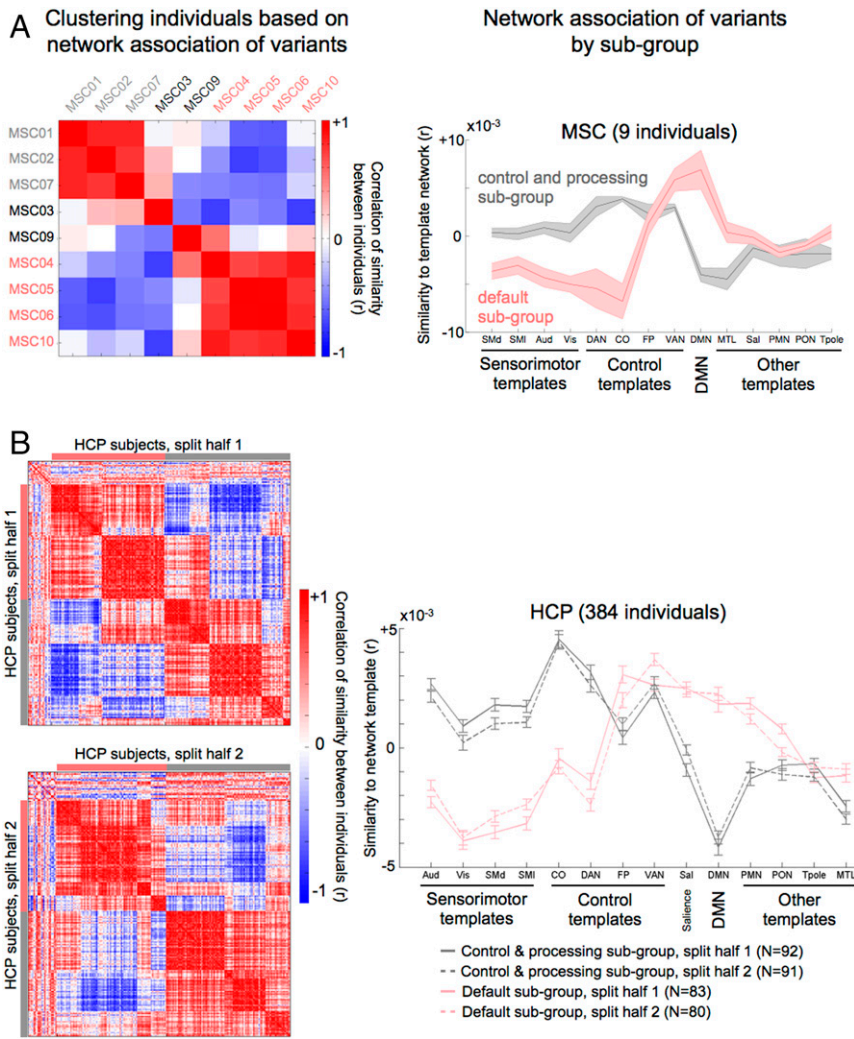 A
Clustering individuals based on
network association of variants
MSC01
MSC02
MSC07
MSC03
MSC09
MSC04
MSC05
MSC06
MSC10
MSC01
MSC02
MSC07
MSC03
MSC09
MSC04
MSC05
MSC06
MSC10
+1
0
-1
Correlation of similarity
between individuals (r)
Network association of variants
by sub-group
+10
x10-3
MSC (9 individuals)
control and processing
sub-group
default
sub-group
0
-10
Similarity to template network (r)
SMd SMl Aud Vis DAN CO FP VAN DMN MTL Sal PMN PON Tpole
Sensorimotor
templates
Control
templates
DMN
Other
templates
B
HCP subjects, split half 1
HCP subjects, split half 1
HCP subjects, split half 2
HCP subjects, split half 2
+1
0
-1
Correlation of similarity between individuals (r)
+5
x10-3
HCP (384 individuals)
0
-5
Similarity to network template (r)
Aud Vis SMd SMl CO DAN FP VAN Sal DMN PMN PON Tpole MTL
Sensorimotor
templates
Control
templates
Salience
DMN
Other
templates
Control & processing sub-group, split half 1 (N=92)
Control & processing sub-group, split half 2 (N=91)
Default sub-group, split half 1 (N=83)
Default sub-group, split half 2 (N=80)